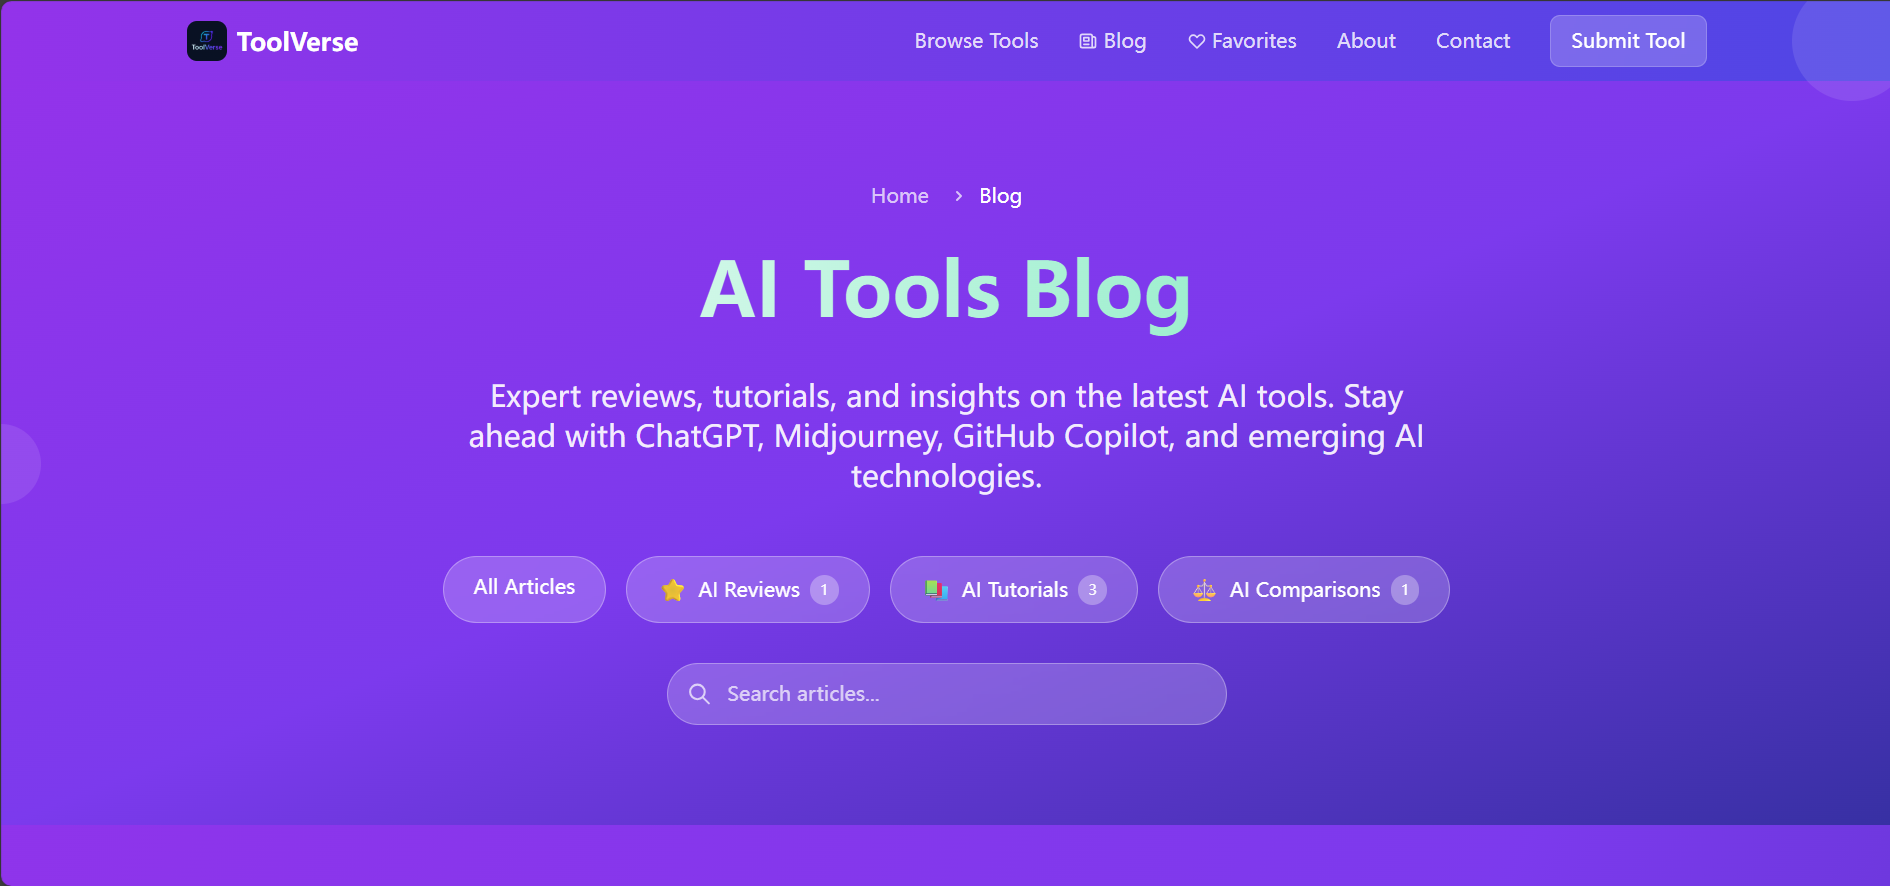 ToolVerse
ToolVerse
Browse Tools
Blog
Favorites
About
Contact
Submit Tool
Home > Blog
AI Tools Blog
Expert reviews, tutorials, and insights on the latest AI tools. Stay
ahead with ChatGPT, Midjourney, GitHub Copilot, and emerging AI
technologies.
All Articles
AI Reviews 1
AI Tutorials 3
AI Comparisons 1
Search articles...